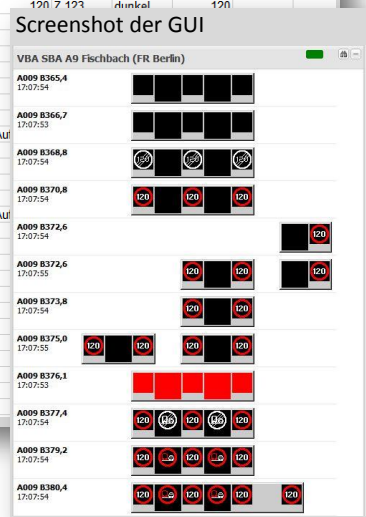 120 Z 123 dunkel 120
Screenshot der GUI
VBA SBA A9 Fischbach (FR Berlin)
A009 B365,4
17:07:54
A009 B366,7
17:07:53
A009 B368,8
17:07:54
120 120 120
A009 B370,8
17:07:54
120 120 120
A009 B372,6
17:07:54
120
A009 B372,6
17:07:55
120 120 120
A009 B373,8
17:07:54
120 120
A009 B375,0
17:07:55
120 120 120 120
A009 B376,1
17:07:53
A009 B377,4
17:07:54
120 120 120
A009 B379,2
17:07:54
120 120 120
A009 B380,4
17:07:54
120 120 120 120